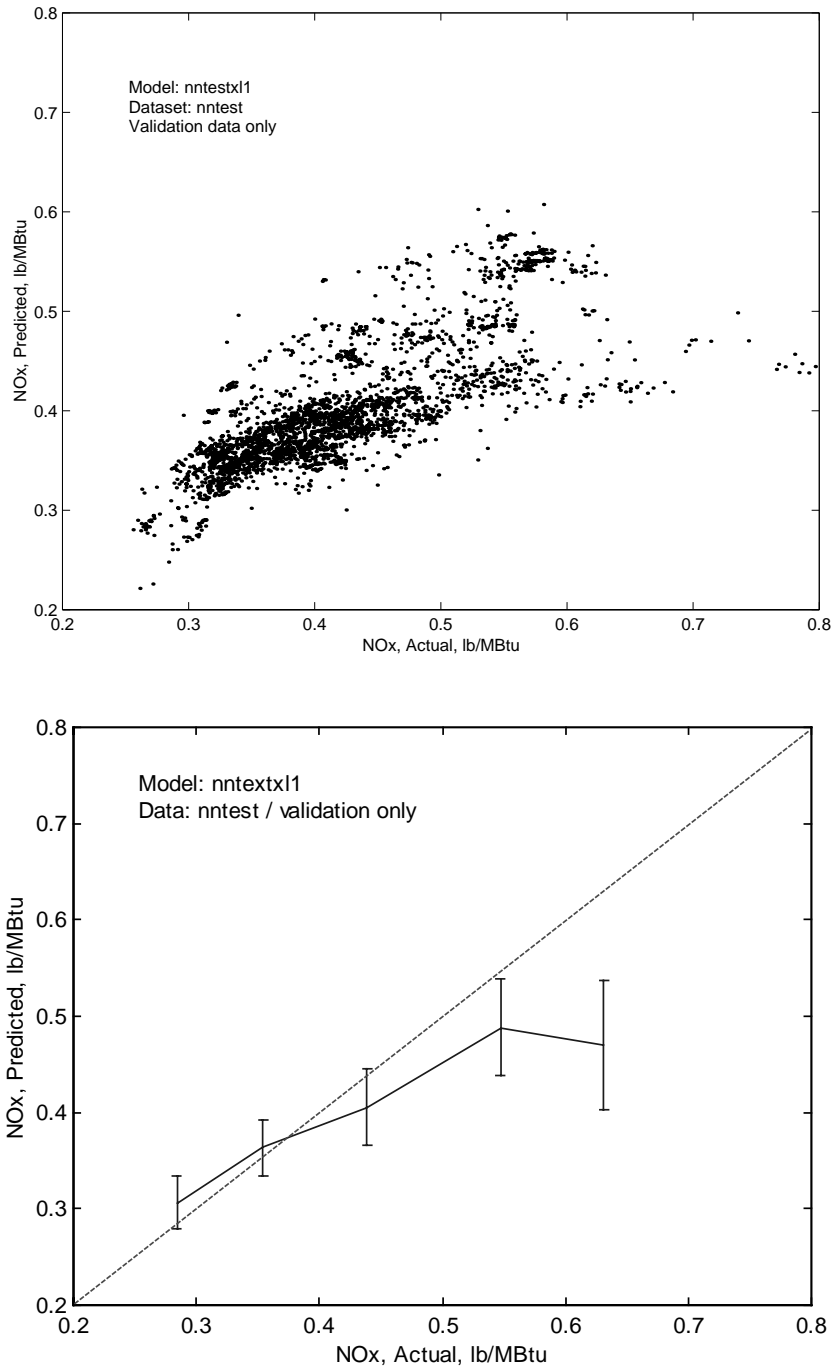 0.8
Model: nntestxl1
Dataset: nntest
Validation data only
0.7
0.6
NOx, Predicted, lb/MBtu
0.5
0.4
0.3
0.2
0.2 0.3 0.4 0.5 0.6 0.7 0.8
NOx, Actual, lb/MBtu
0.8
Model: nntextxl1
Data: nntest / validation only
0.7
0.6
NOx, Predicted, lb/MBtu
0.5
0.4
0.3
0.2
0.2 0.3 0.4 0.5 0.6 0.7 0.8
NOx, Actual, lb/MBtu